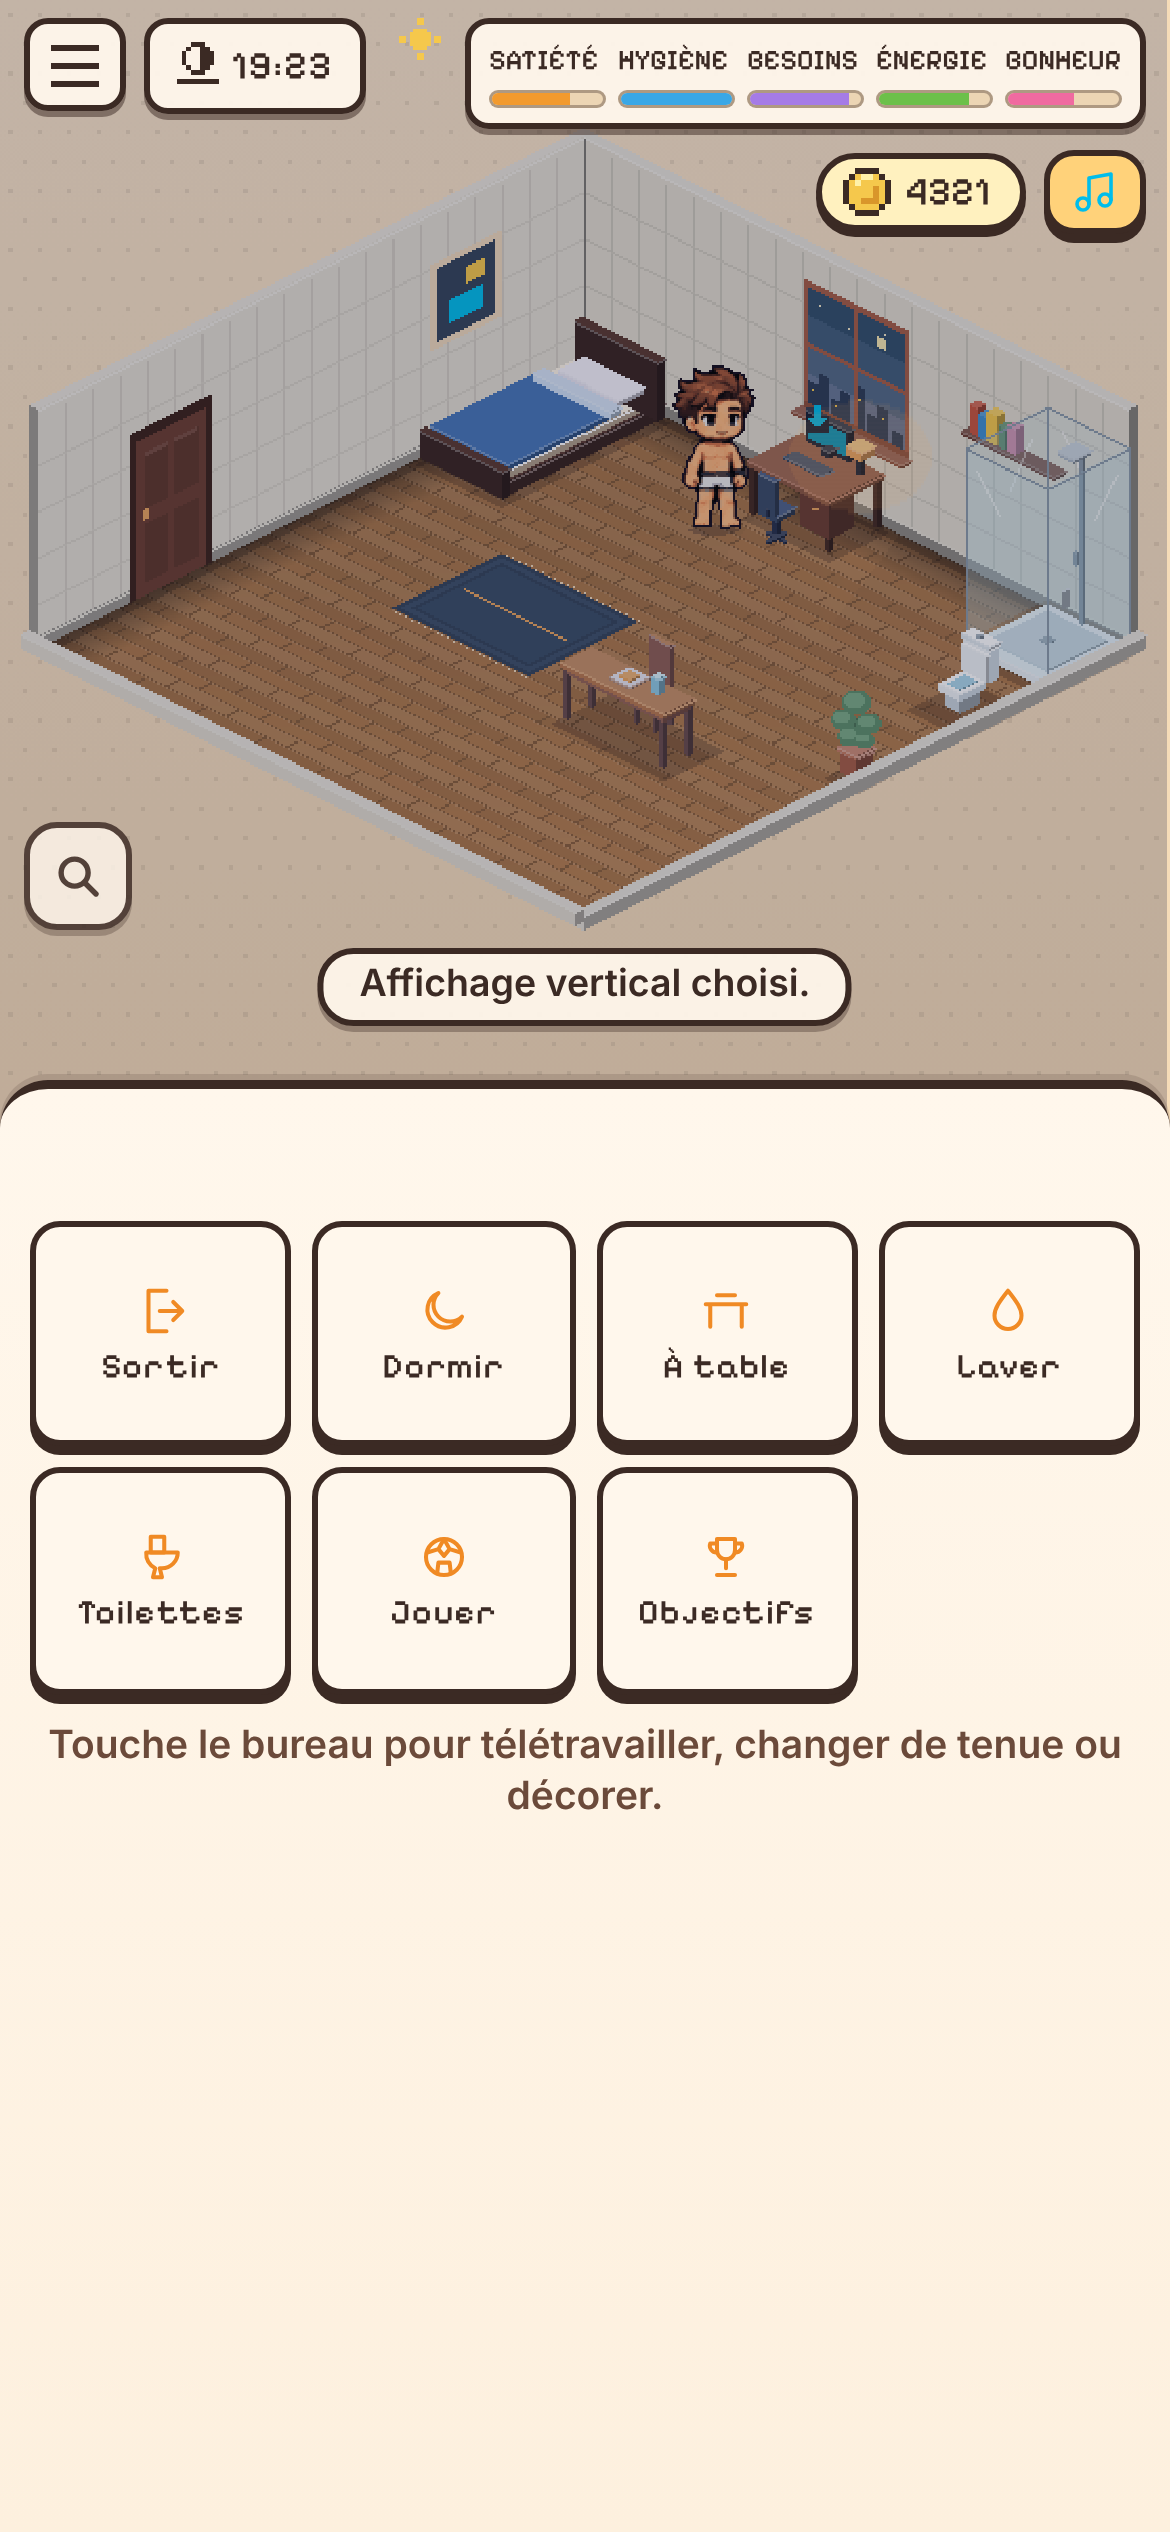 19:23
SATIÉTÉ HYGIÈNE BESOINS ÉNERGIE BONHEUR
4321
Affichage vertical choisi.
Sortir
Dormir
À table
Laver
Toilettes
Jouer
Objectifs
Touche le bureau pour télétravailler, changer de tenue ou
décorer.